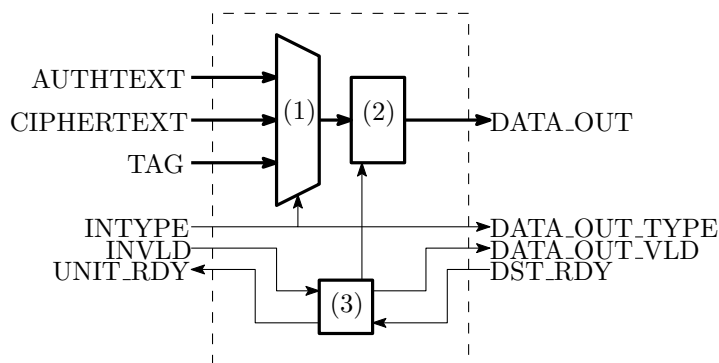 AUTHTEXT
(1)
(2)
CIPHERTEXT
DATA_OUT
TAG
INTYPE
DATA_OUT_TYPE
INVLD
DATA_OUT_VLD
UNIT_RDY
DST_RDY
(3)